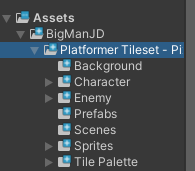 Assets
BigManJD
Platformer Tileset - Pi
Background
Character
Enemy
Prefabs
Scenes
Sprites
Tile Palette